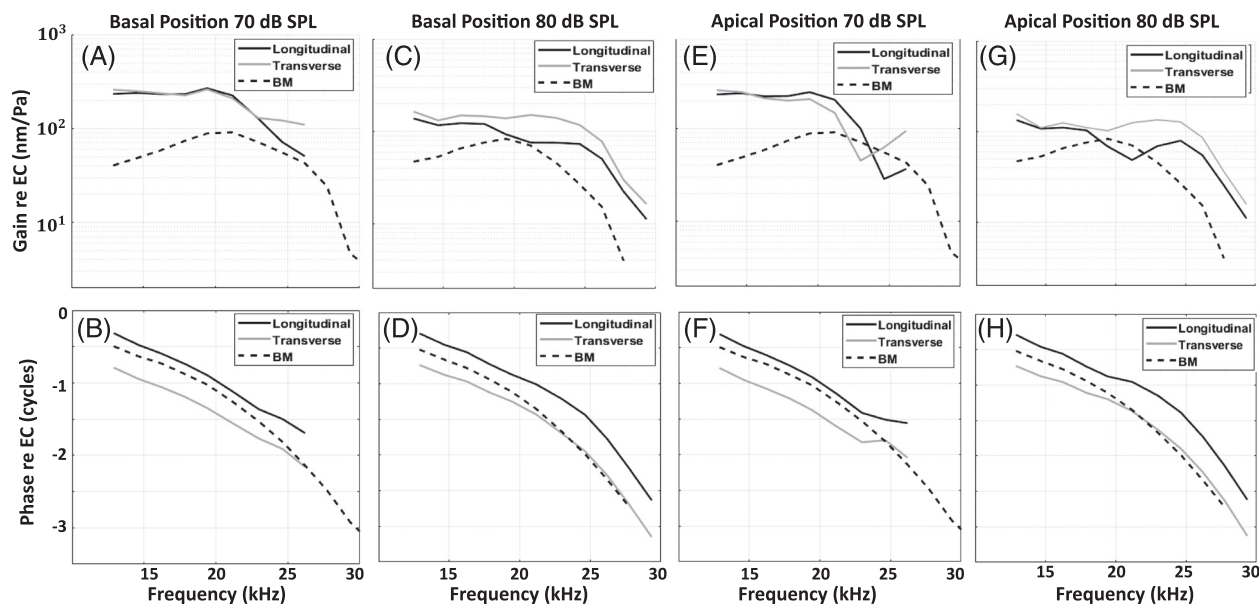 Basal Position 70 dB SPL
Basal Position 80 dB SPL
Apical Position 70 dB SPL
Apical Position 80 dB SPL
Gain re EC (nm/Pa)
10³
10²
10¹
(A)
Longitudinal
Transverse
BM
(C)
Longitudinal
Transverse
BM
(E)
Longitudinal
Transverse
BM
(G)
Longitudinal
Transverse
BM
Phase re EC (cycles)
0
-1
-2
-3
(B)
Longitudinal
Transverse
BM
(D)
Longitudinal
Transverse
BM
(F)
Longitudinal
Transverse
BM
(H)
Longitudinal
Transverse
BM
15 20 25 30
15 20 25 30
15 20 25 30
15 20 25 30
Frequency (kHz)
Frequency (kHz)
Frequency (kHz)
Frequency (kHz)